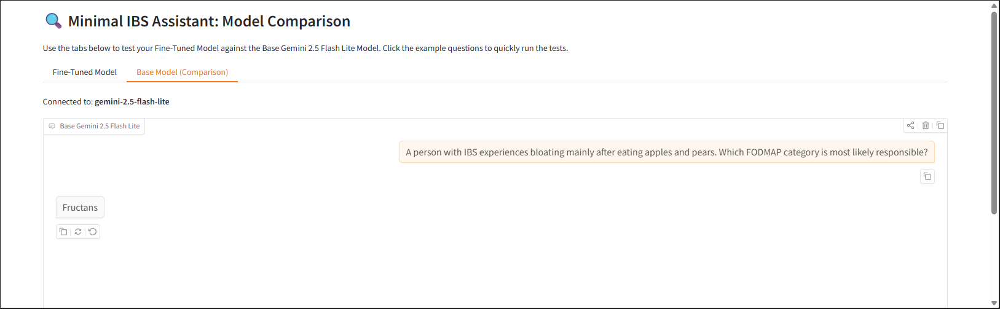 🔍 Minimal IBS Assistant: Model Comparison
Use the tabs below to test your Fine-Tuned Model against the Base Gemini 2.5 Flash Lite Model. Click the example questions to quickly run the tests.
Fine-Tuned Model Base Model (Comparison)
Connected to: gemini-2.5-flash-lite
Base Gemini 2.5 Flash Lite
A person with IBS experiences bloating mainly after eating apples and pears. Which FODMAP category is most likely responsible?
Fructans